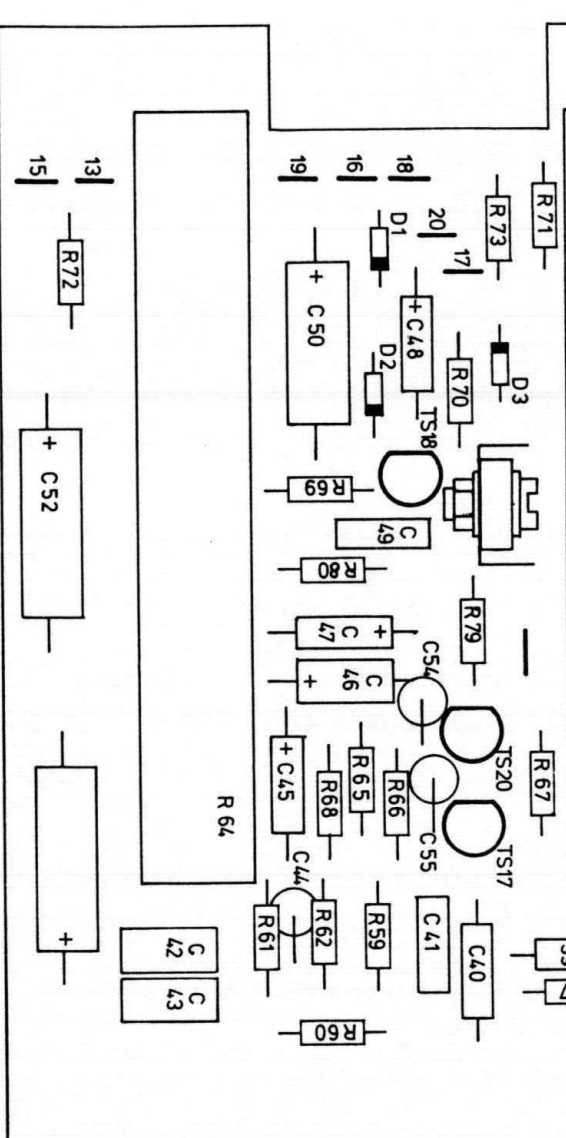 15
13
19
16
18
20
17
D1
R73
R71
R72
+
C50
+
C48
D2
R70
D3
TS18
+
C52
R69
C
49
R80
R79
C
47
+
C
46
+
C54
TS20
+
C45
R68
R65
R66
R67
C55
TS17
R64
C44
R61
R62
R59
C41
C40
+
C
42
C
43
R60